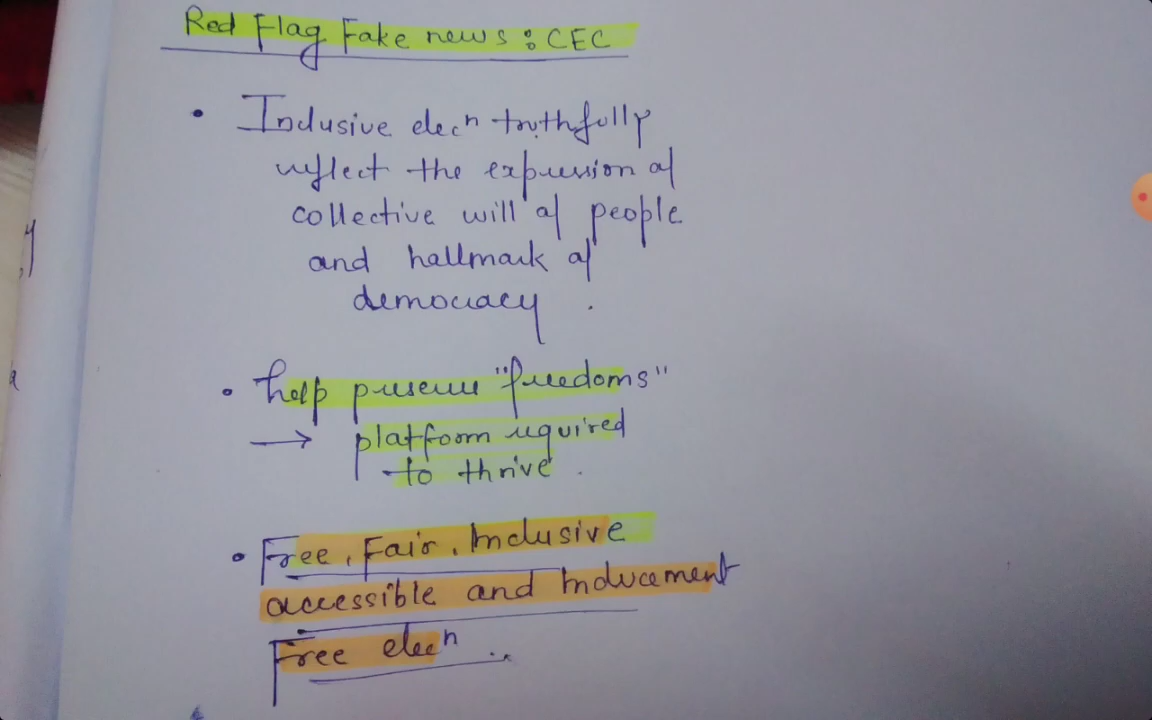 Red Flag Fake news : CEC
• Inclusive elecⁿ truthfully
reflect the expression of
collective will of people
and hallmark of
democracy .
• help preserve "freedoms"
→ platform required
to thrive .
• Free, Fair, Inclusive
accessible and Inducement
Free elecⁿ ..